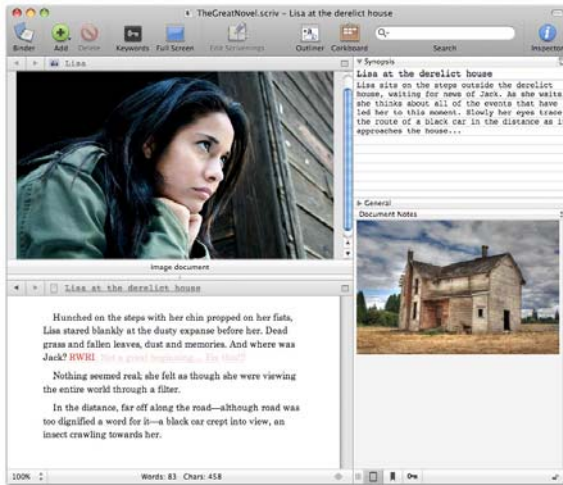 TheGreatNovel.scriv – Lisa at the derelict house
Binder Add Delete Keywords Full Screen Edit Scrivenings Outliner Corkboard Search Inspector
Lisa
Synopsis
Lisa at the derelict house
Lisa sits on the steps outside the derelict
house, waiting for news of Jack. As she waits
she thinks about all of the events that have
led her to this moment. Slowly her eyes trace
the route of a black car in the distance as i
approaches the house...
General
Document Notes
image document
Lisa at the derelict house
Hunched on the steps with her chin propped on her fists,
Lisa stared blankly at the dusty expanse before her. Dead
grass and fallen leaves, dust and memories. And where was
Jack? RWRI Not a great beginning... Fix this!?
Nothing seemed real; she felt as though she were viewing
the entire world through a filter.
In the distance, far off along the road—although road was
too dignified a word for it—a black car crept into view, an
insect crawling towards her.
100% Words: 83 Chars: 458